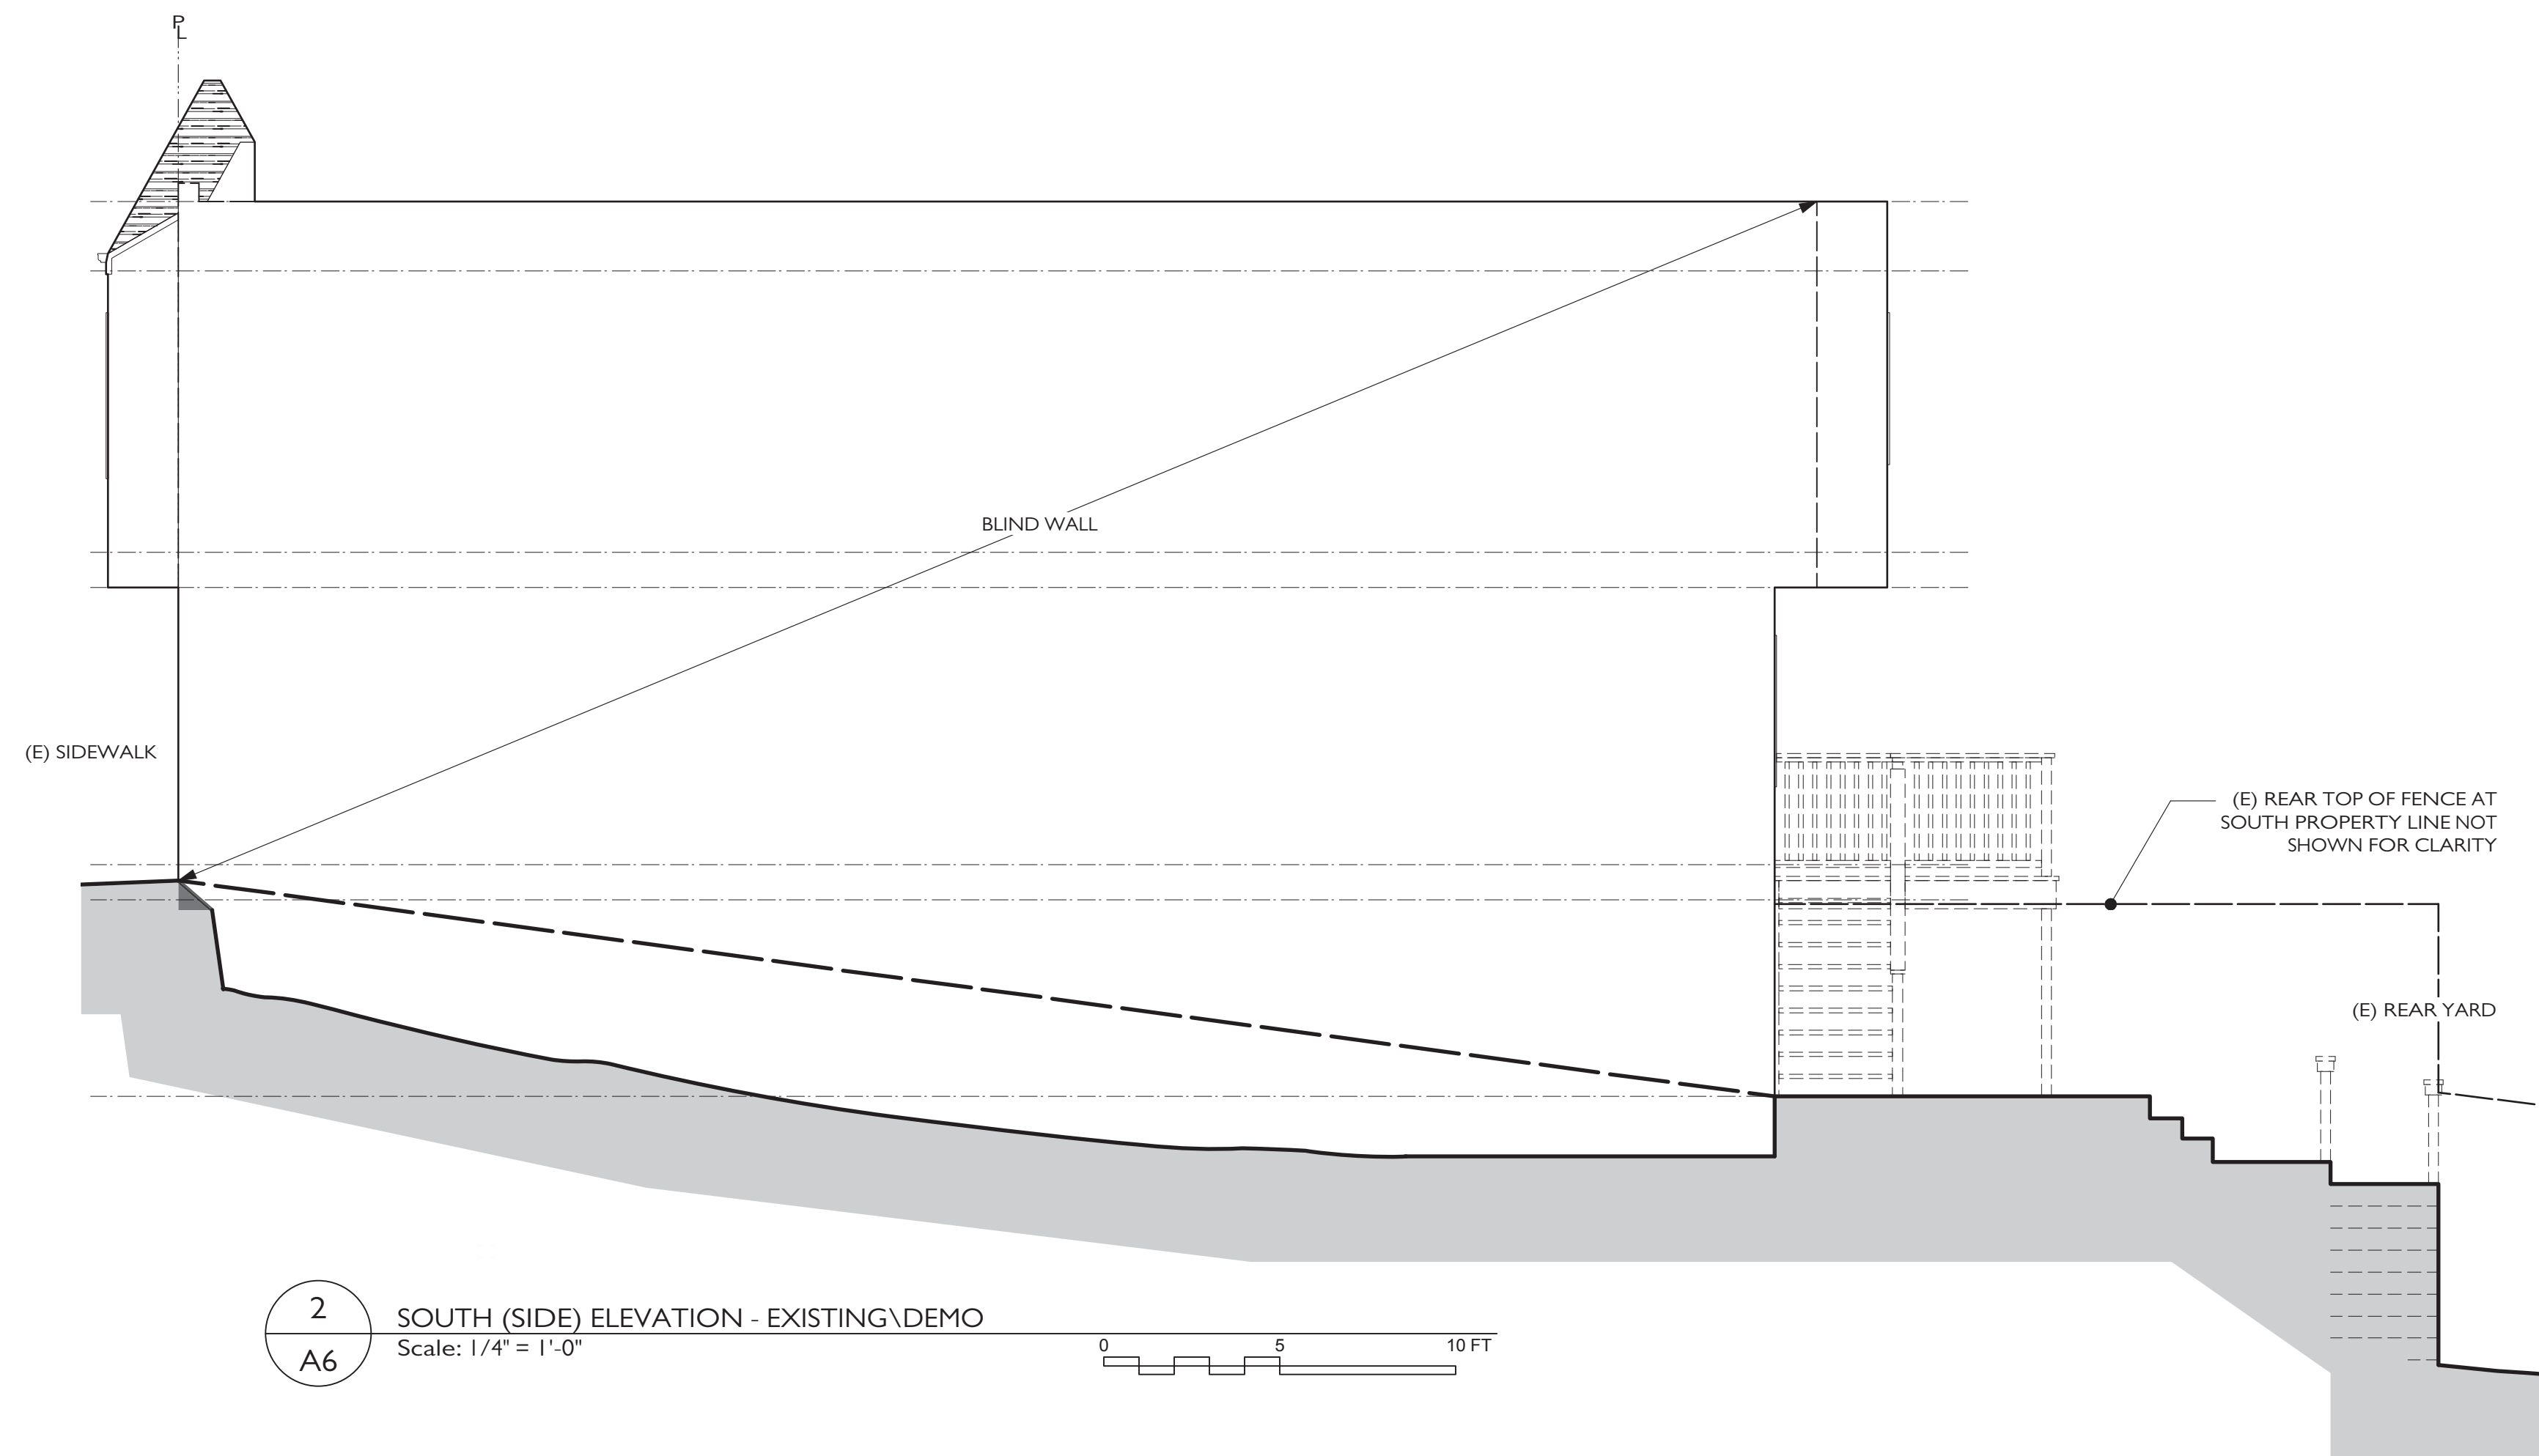 PL
BLIND WALL
(E) SIDEWALK
(E) REAR TOP OF FENCE AT
SOUTH PROPERTY LINE NOT
SHOWN FOR CLARITY
(E) REAR YARD
2
A6
SOUTH (SIDE) ELEVATION - EXISTING\DEMO
Scale: 1/4" = 1'-0"
0 5 10 FT